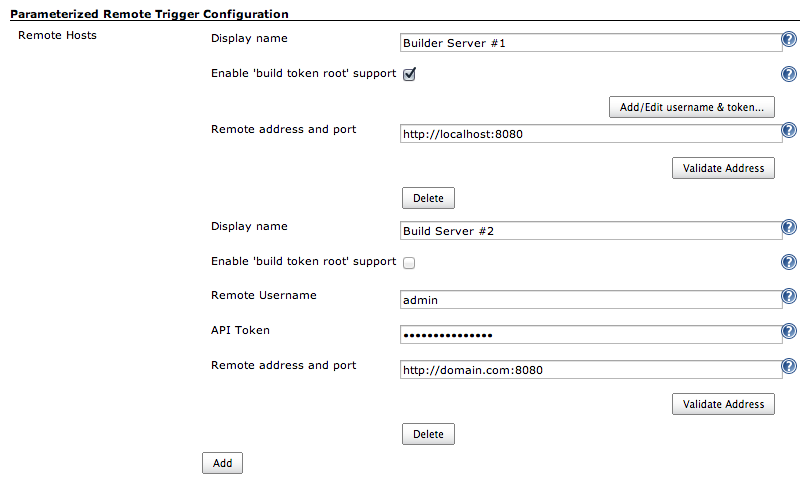 Parameterized Remote Trigger Configuration
Remote Hosts
Display name
Builder Server #1
Enable 'build token root' support
Add/Edit username & token...
Remote address and port
http://localhost:8080
Validate Address
Delete
Display name
Build Server #2
Enable 'build token root' support
Remote Username
admin
API Token
•••••••••••••••
Remote address and port
http://domain.com:8080
Validate Address
Delete
Add